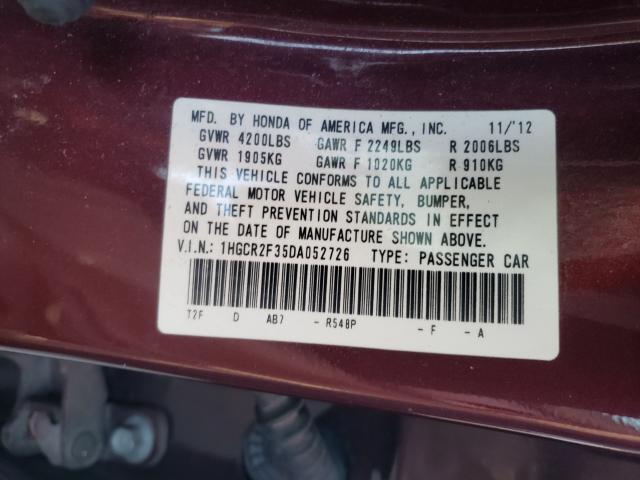 MFD. BY HONDA OF AMERICA MFG., INC. 11/'12
GVWR 4200LBS GAWR F 2249LBS R 2006LBS
GVWR 1905KG GAWR F 1020KG R 910KG
THIS VEHICLE CONFORMS TO ALL APPLICABLE
FEDERAL MOTOR VEHICLE SAFETY, BUMPER,
AND THEFT PREVENTION STANDARDS IN EFFECT
ON THE DATE OF MANUFACTURE SHOWN ABOVE.
V.I.N.: 1HGCR2F35DA052726 TYPE: PASSENGER CAR
T2F D AB7 - R548P - F - A